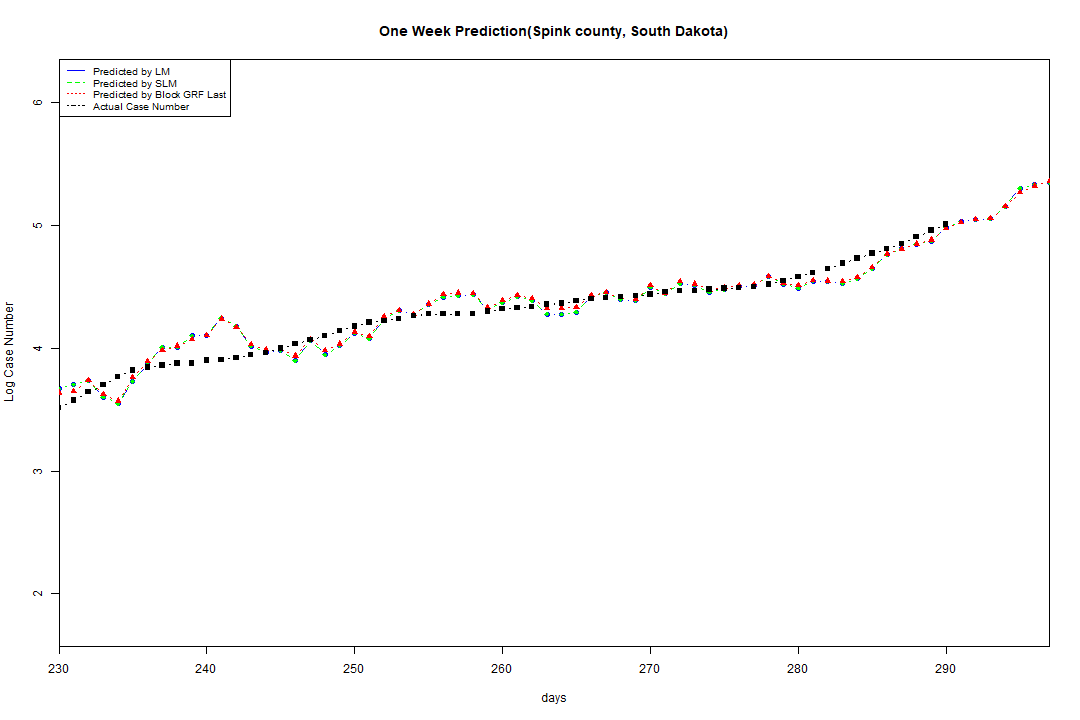 One Week Prediction(Spink county, South Dakota)
Predicted by LM
Predicted by SLM
Predicted by Block GRF Last
Actual Case Number
6
5
4
3
2
Log Case Number
230 240 250 260 270 280 290
days